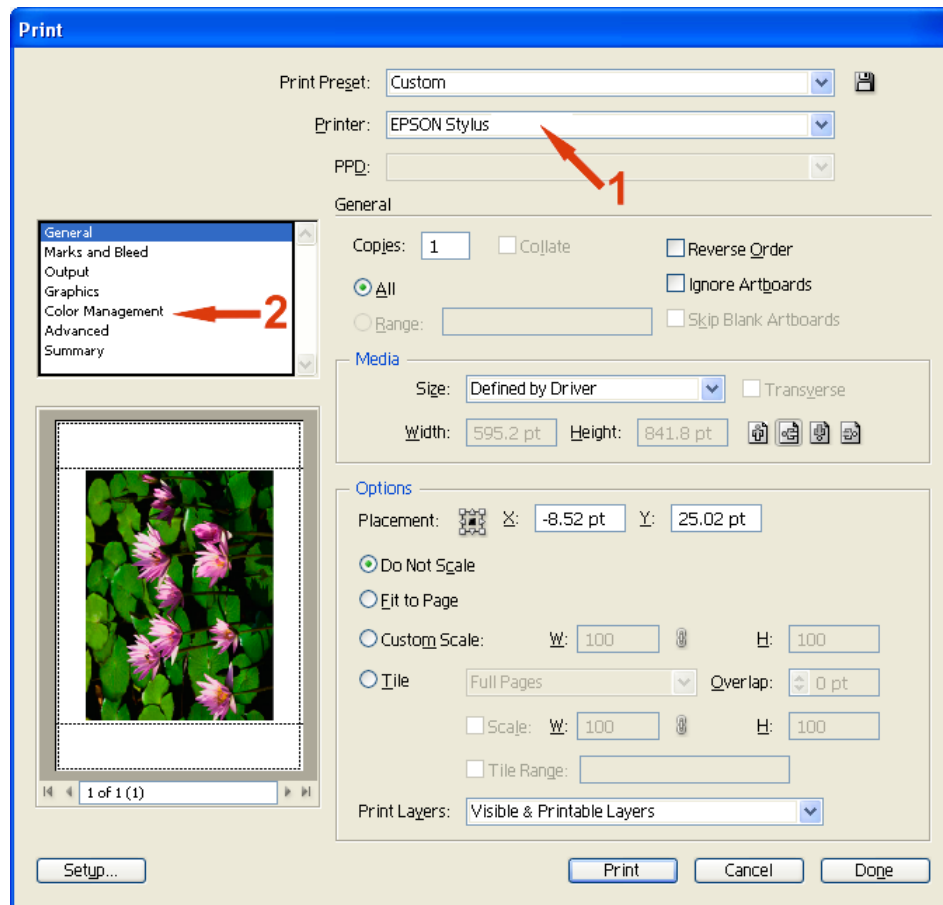 Print
Print Preset: Custom
Printer: EPSON Stylus
PPD:
1
General
Marks and Bleed
Output
Graphics
Color Management
Advanced
Summary
2
General
Copies: 1 Collate Reverse Order
All Ignore Artboards
Range: Skip Blank Artboards
Media
Size: Defined by Driver Transverse
Width: 595.2 pt Height: 841.8 pt
Options
Placement: X: -8.52 pt Y: 25.02 pt
Do Not Scale
Fit to Page
Custom Scale: W: 100 H: 100
Tile Full Pages Overlap: 0 pt
Scale: W: 100 H: 100
Tile Range:
Print Layers: Visible & Printable Layers
1 of 1 (1)
Setup... Print Cancel Done